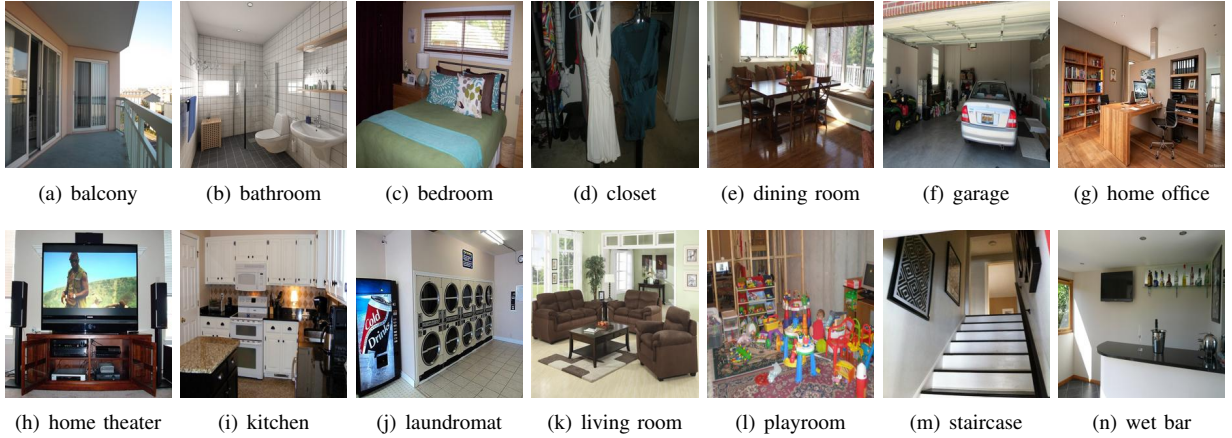 (a) balcony
(b) bathroom
(c) bedroom
(d) closet
(e) dining room
(f) garage
(g) home office
Cold
Drinks
(h) home theater
(i) kitchen
(j) laundromat
(k) living room
(l) playroom
(m) staircase
(n) wet bar